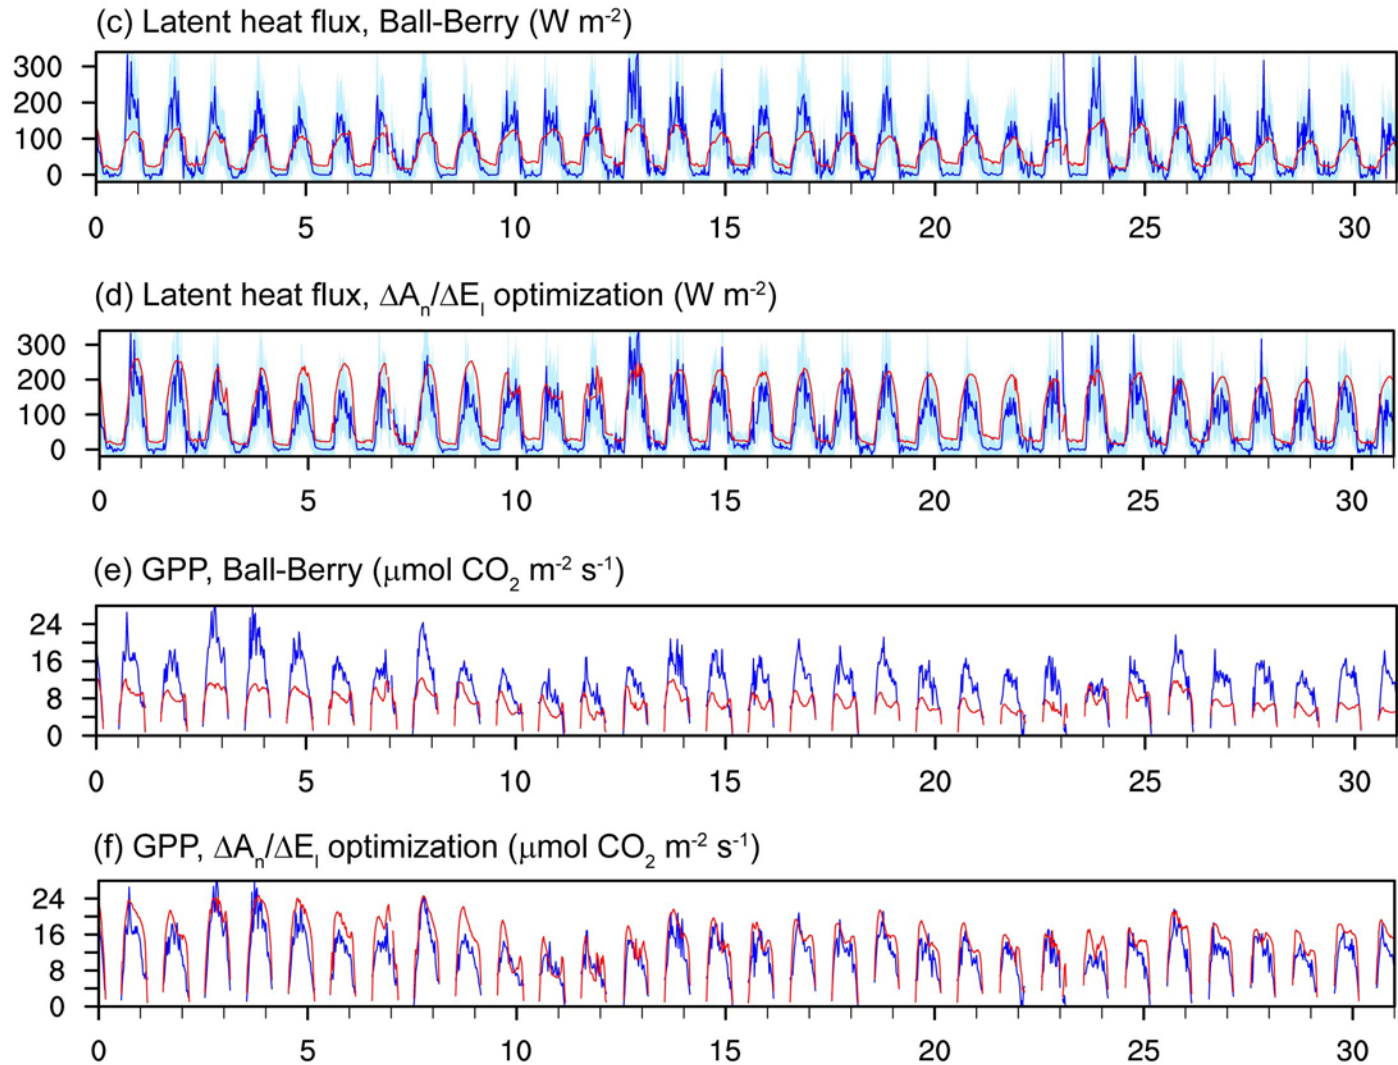 (c) Latent heat flux, Ball-Berry (W m-2)
300
200
100
0
0 5 10 15 20 25 30
(d) Latent heat flux, ΔAn/ΔEl optimization (W m-2)
300
200
100
0
0 5 10 15 20 25 30
(e) GPP, Ball-Berry (μmol CO2 m-2 s-1)
24
16
8
0
0 5 10 15 20 25 30
(f) GPP, ΔAn/ΔEl optimization (μmol CO2 m-2 s-1)
24
16
8
0
0 5 10 15 20 25 30